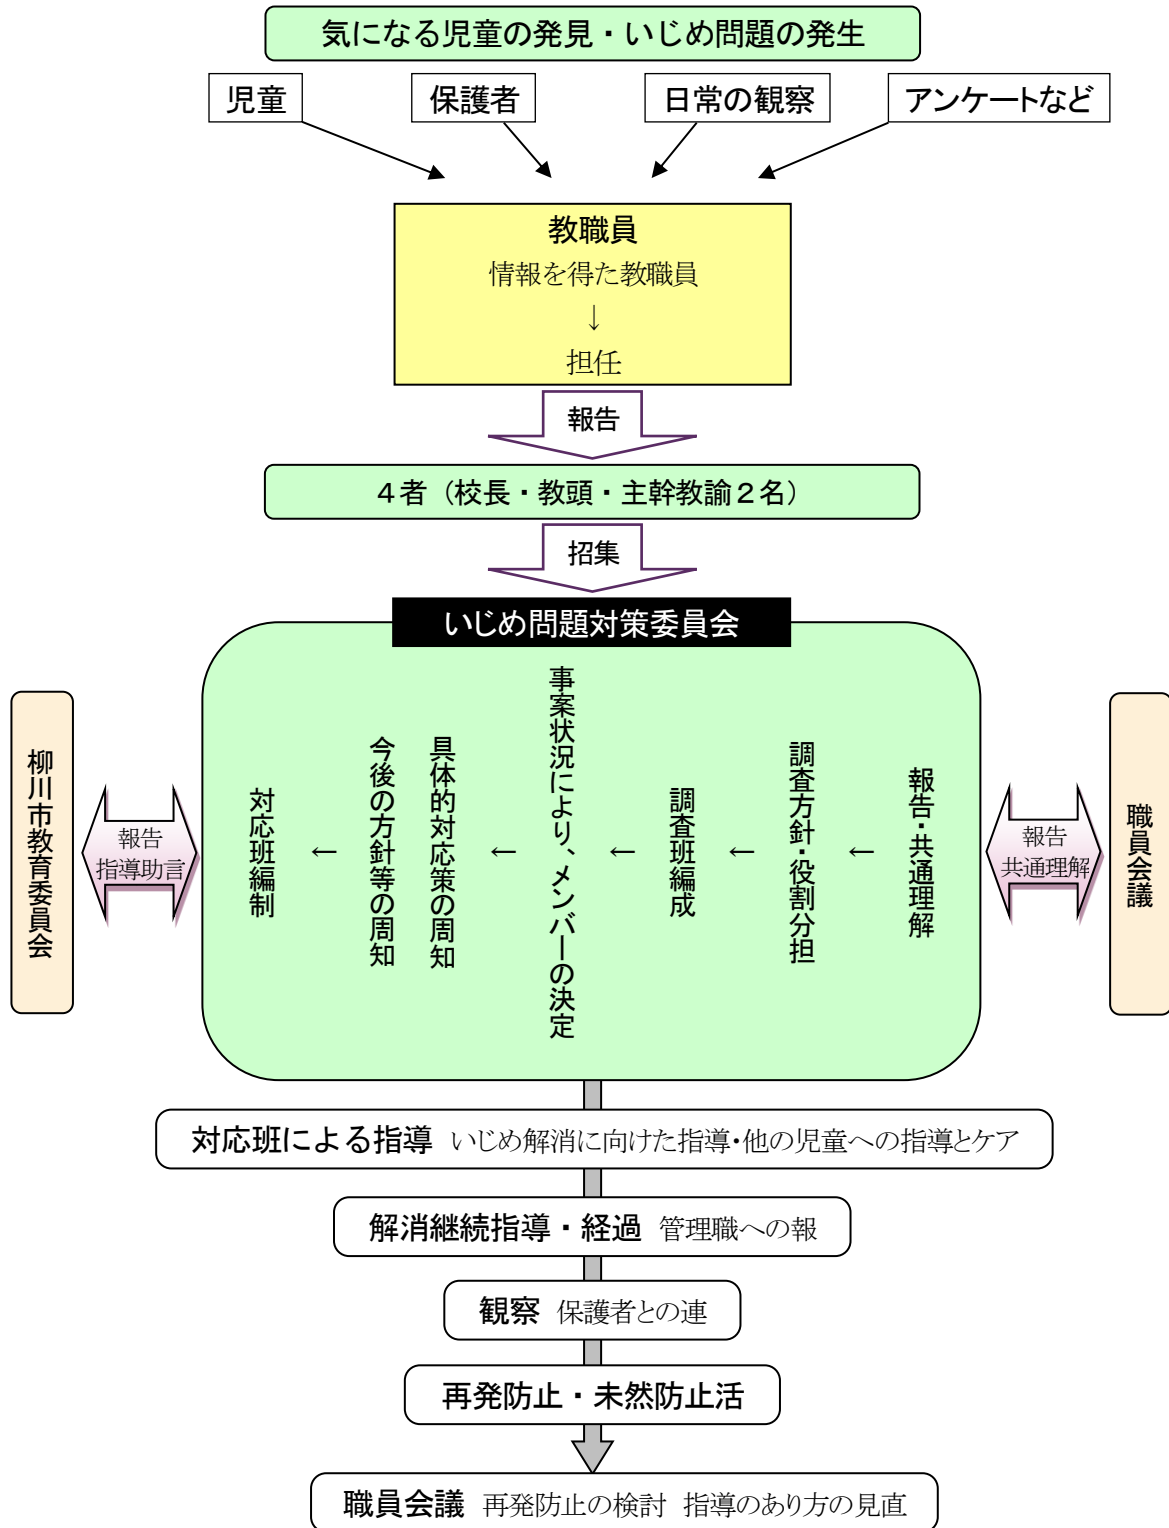 気になる児童の発見・いじめ問題の発生
児童
保護者
日常の観察
アンケートなど
教職員
情報を得た教職員
↓
担任
報告
４者（校長・教頭・主幹教諭２名）
招集
いじめ問題対策委員会
職員会議
報告
共通理解
報告・共通理解
←
調査方針・役割分担
←
調査班編成
←
事案状況により、メンバーの決定
←
具体的対応策の周知
今後の方針等の周知
←
対応班編制
報告
指導助言
柳川市教育委員会
対応班による指導 いじめ解消に向けた指導・他の児童への指導とケア
解消継続指導・経過 管理職への報
観察 保護者との連
再発防止・未然防止活
職員会議 再発防止の検討 指導のあり方の見直